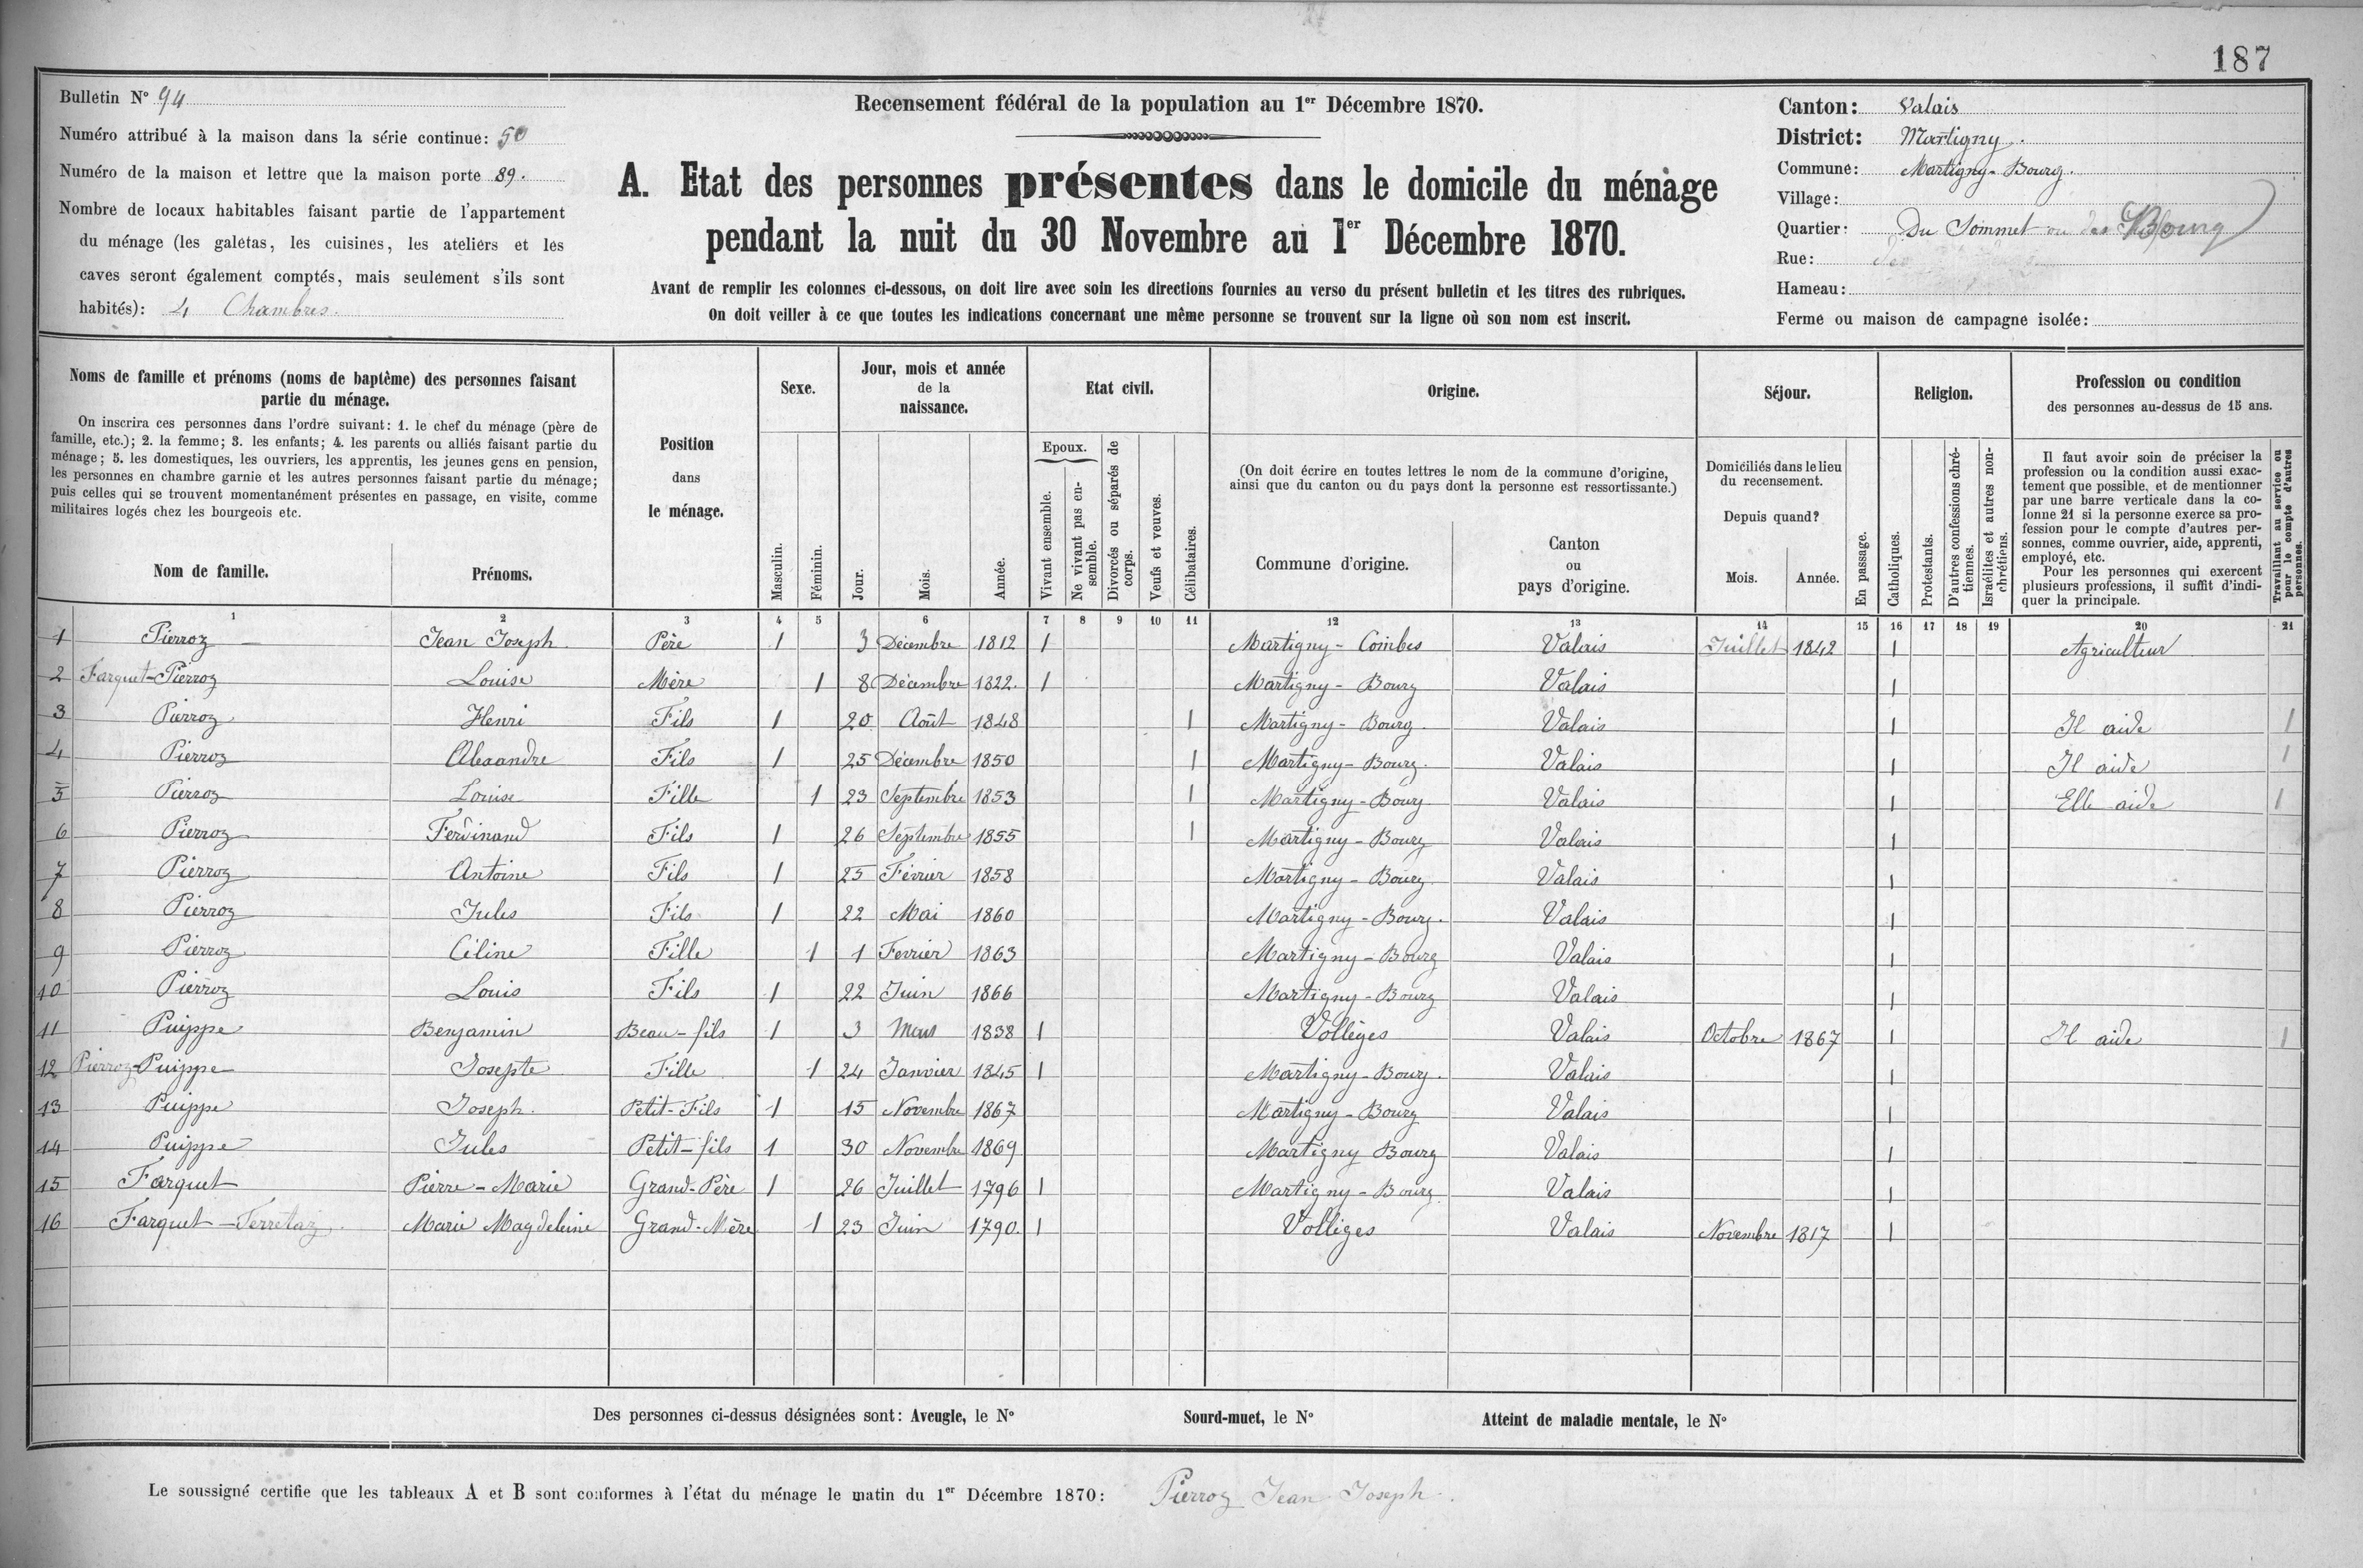 187
Bulletin N° 94
Numéro attribué à la maison dans la série continue: 50
Numéro de la maison et lettre que la maison porte 89.
Nombre de locaux habitables faisant partie de l'appartement
du ménage (les galetas, les cuisines, les ateliers et les
caves seront également comptés, mais seulement s'ils sont
habités): 4 Chambres.
Recensement fédéral de la population au 1er Décembre 1870.
A. Etat des personnes présentes dans le domicile du ménage
pendant la nuit du 30 Novembre au 1er Décembre 1870.
Avant de remplir les colonnes ci-dessous, on doit lire avec soin les directions fournies au verso du présent bulletin et les titres des rubriques.
On doit veiller à ce que toutes les indications concernant une même personne se trouvent sur la ligne où son nom est inscrit.
Canton: Valais
District: Martigny.
Commune: Martigny-Bourg.
Village:
Quartier: Du Sommet ou des Bourg
Rue:
Hameau:
Ferme ou maison de campagne isolée:
Noms de famille et prénoms (noms de baptême) des personnes faisant
partie du ménage.
On inscrira ces personnes dans l'ordre suivant: 1. le chef du ménage (père de
famille, etc.); 2. la femme; 3. les enfants; 4. les parents ou alliés faisant partie du
ménage; 5. les domestiques, les ouvriers, les apprentis, les jeunes gens en pension,
les personnes en chambre garnie et les autres personnes faisant partie du ménage;
puis celles qui se trouvent momentanément présentes en passage, en visite, comme
militaires logés chez les bourgeois etc.
Nom de famille.
Prénoms.
Position
dans
le ménage.
Sexe.
Masculin.
Féminin.
Jour, mois et année
de la
naissance.
Jour.
Mois.
Année.
Etat civil.
Epoux.
Vivant ensemble.
Ne vivant pas en-
semble.
Divorcés ou séparés de
corps.
Veufs et veuves.
Célibataires.
Origine.
(On doit écrire en toutes lettres le nom de la commune d'origine,
ainsi que du canton ou du pays dont la personne est ressortissante.)
Commune d'origine.
Canton
ou
pays d'origine.
Séjour.
Domiciliés dans le lieu
du recensement.
Depuis quand?
Mois.
Année.
En passage.
Religion.
Catholiques.
Protestants.
D'autres confessions chré-
tiennes.
Israélites et autres non-
chrétiens.
Profession ou condition
des personnes au-dessus de 15 ans.
Il faut avoir soin de préciser la
profession ou la condition aussi exac-
tement que possible, et de mentionner
par une barre verticale dans la co-
lonne 21 si la personne exerce sa pro-
fession pour le compte d'autres per-
sonnes, comme ouvrier, aide, apprenti,
employé, etc.
Pour les personnes qui exercent
plusieurs professions, il suffit d'indi-
quer la principale.
Travaillant au service ou
pour le compte d'autres
personnes.
1 2 3 4 5 6 7 8 9 10 11 12 13 14 15 16 17 18 19 20 21
1 Pierroz Jean Joseph. Père 1 3 Décembre 1812 1 Martigny-Combes Valais Juillet 1842 1 Agriculteur
2 Farquet-Pierroz Louise Mère 1 8 Décembre 1822. 1 Martigny-Bourg Valais 1
3 Pierroz Henri Fils 1 20 Août 1848 1 Martigny-Bourg. Valais 1 Il aide 1
4 Pierroz Alexandre Fils 1 25 Décembre 1850 1 Martigny-Bourg. Valais 1 Il aide 1
5 Pierroz Louise Fille 1 23 Septembre 1853 1 Martigny-Bourg Valais 1 Elle aide 1
6 Pierroz Ferdinand Fils 1 26 Septembre 1855 1 Martigny-Bourg Valais 1
7 Pierroz Antoine Fils 1 25 Février 1858 Martigny-Bourg Valais 1
8 Pierroz Jules Fils 1 22 Mai 1860 Martigny-Bourg. Valais 1
9 Pierroz Céline Fille 1 1 Fevrier 1863 Martigny-Bourg Valais 1
10 Pierroz Louis Fils 1 22 Juin 1866 Martigny-Bourg Valais 1
11 Puippe Benjamin Beau-fils 1 3 Mars 1838 1 Vollèges Valais Octobre 1867 1 Il aide 1
12 Pierroz-Puippe Josepte Fille 1 24 Janvier 1845 1 Martigny-Bourg. Valais 1
13 Puippe Joseph. Petit-Fils 1 15 Novembre 1867 Martigny-Bourg Valais 1
14 Puippe Jules Petit-fils 1 30 Novembre 1869 Martigny Bourg Valais 1
15 Farquet Pierre-Marie Grand-Père 1 26 Juillet 1796 1 Martigny-Bourg. Valais 1
16 Farquet-Terretaz. Marie Magdeleine Grand-Mère 1 23 Juin 1790. 1 Vollèges Valais Novembre 1817 1
Des personnes ci-dessus désignées sont: Aveugle, le N° Sourd-muet, le N° Atteint de maladie mentale, le N°
Le soussigné certifie que les tableaux A et B sont conformes à l'état du ménage le matin du 1er Décembre 1870: Pierroz Jean Joseph.